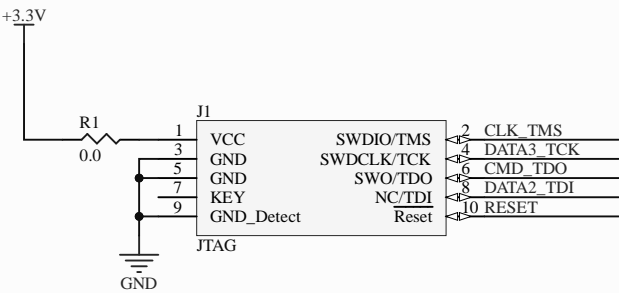 +3.3V
R1
0.0
J1
1 VCC SWDIO/TMS 2 CLK_TMS
3 GND SWDCLK/TCK 4 DATA3_TCK
5 GND SWO/TDO 6 CMD_TDO
7 KEY NC/TDI 8 DATA2_TDI
9 GND_Detect Reset 10 RESET
JTAG
GND